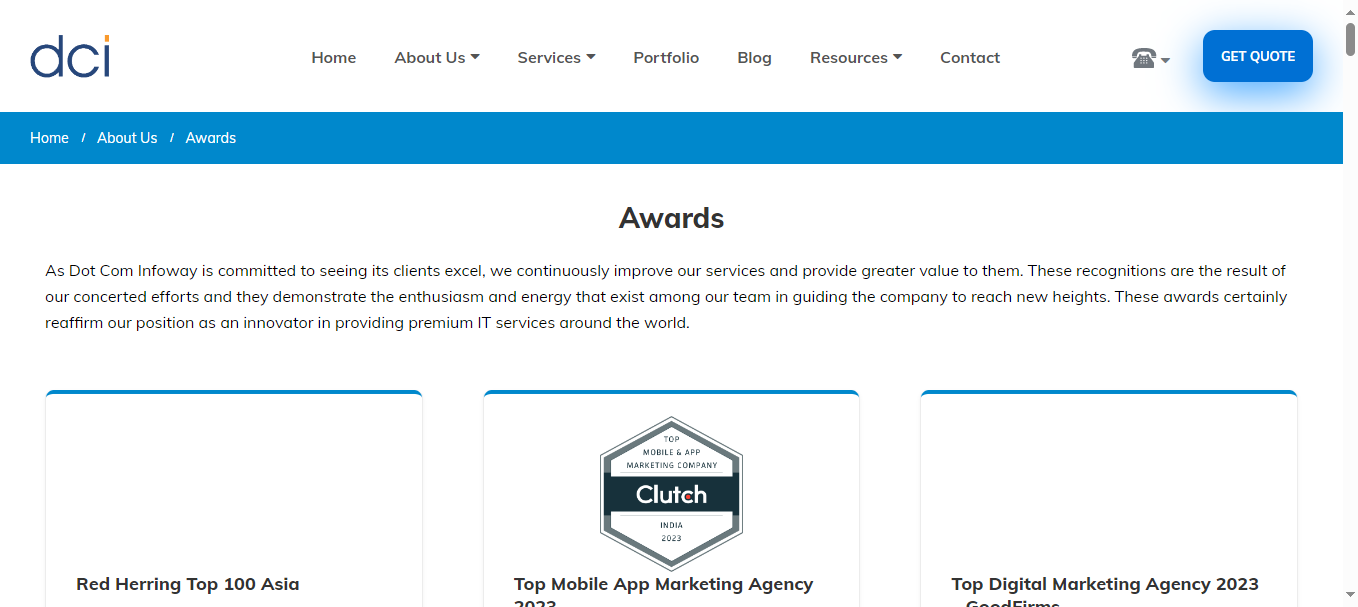 dci
Home
About Us
Services
Portfolio
Blog
Resources
Contact
GET QUOTE
Home / About Us / Awards
Awards
As Dot Com Infoway is committed to seeing its clients excel, we continuously improve our services and provide greater value to them. These recognitions are the result of
our concerted efforts and they demonstrate the enthusiasm and energy that exist among our team in guiding the company to reach new heights. These awards certainly
reaffirm our position as an innovator in providing premium IT services around the world.
Red Herring Top 100 Asia
TOP
MOBILE & APP
MARKETING COMPANY
Clutch
INDIA
2023
Top Mobile App Marketing Agency
2023
Top Digital Marketing Agency 2023
– GoodFirms